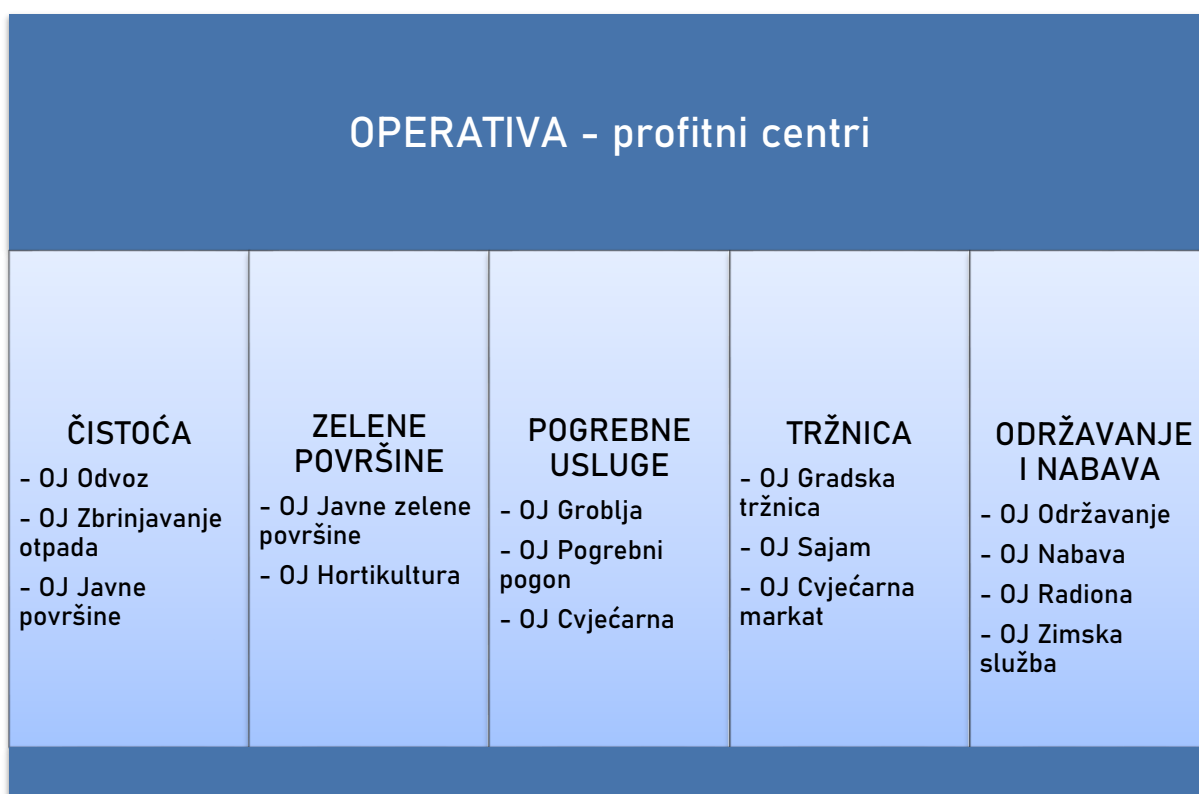 OPERATIVA - profitni centri
ČISTOĆA
- OJ Odvoz
- OJ Zbrinjavanje
otpada
- OJ Javne
površine
ZELENE
POVRŠINE
- OJ Javne zelene
površine
- OJ Hortikultura
POGREBNE
USLUGE
- OJ Groblja
- OJ Pogrebni
pogon
- OJ Cvjećarna
TRŽNICA
- OJ Gradska
tržnica
- OJ Sajam
- OJ Cvjećarna
markat
ODRŽAVANJE
I NABAVA
- OJ Održavanje
- OJ Nabava
- OJ Radiona
- OJ Zimska
služba